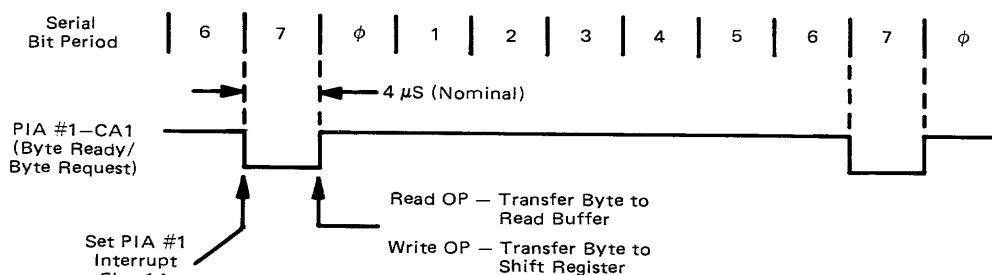 Serial
Bit Period
6 7 ϕ 1 2 3 4 5 6 7 ϕ
4 μS (Nominal)
PIA #1—CA1
(Byte Ready/
Byte Request)
Read OP — Transfer Byte to
Read Buffer
Write OP — Transfer Byte to
Shift Register
Set PIA #1
Interrupt